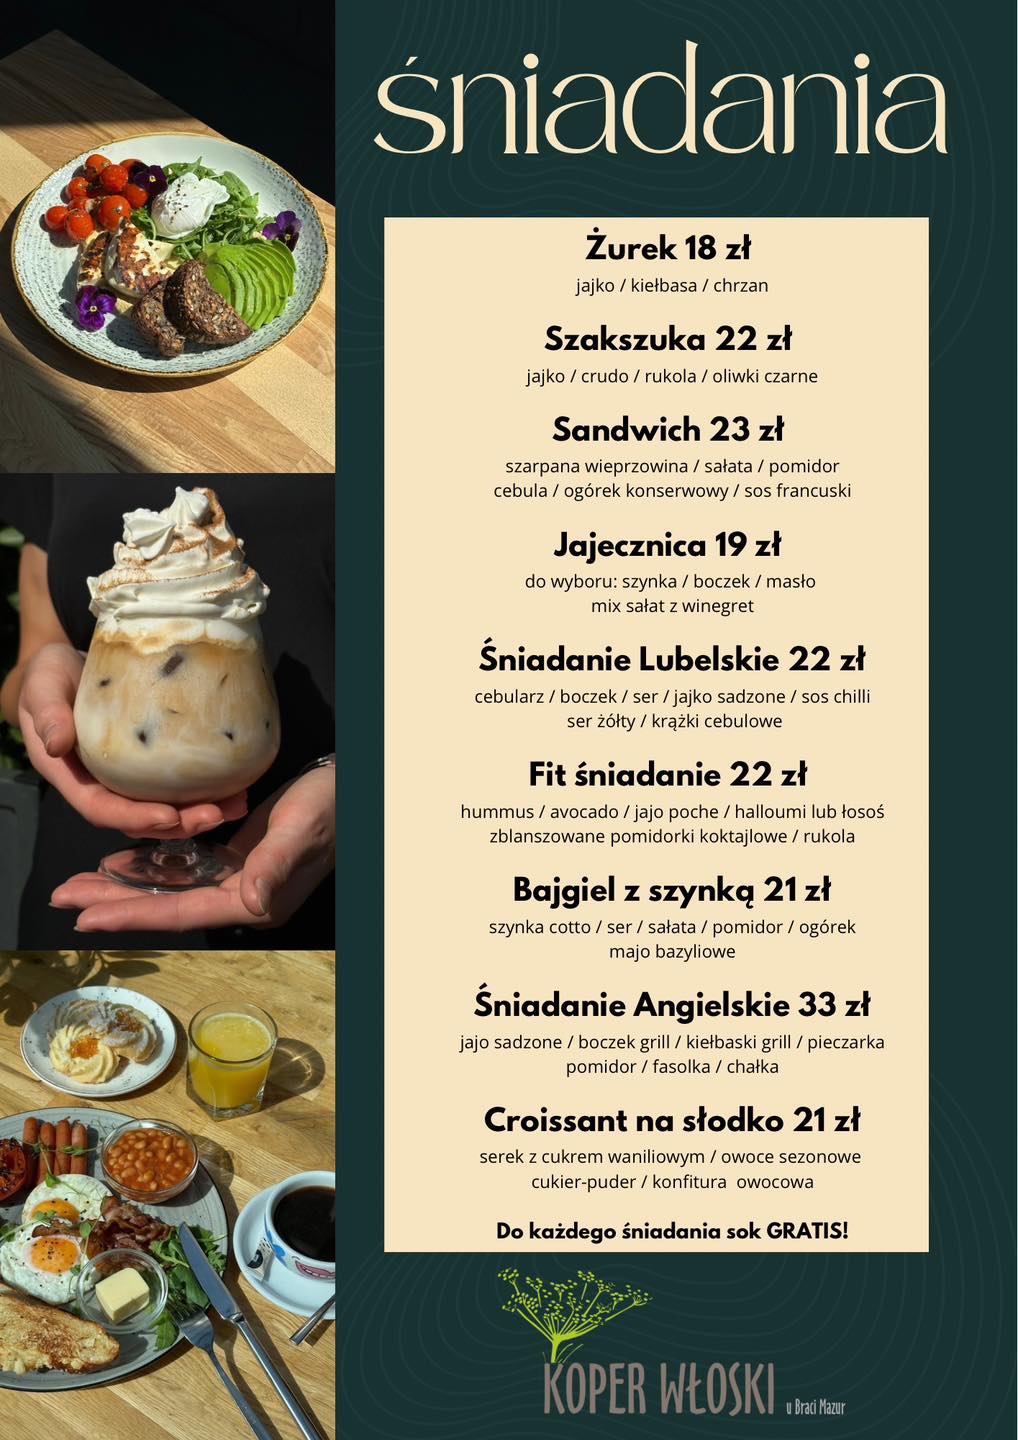 śniadania
Żurek 18 zł
jajko / kiełbasa / chrzan
Szakszuka 22 zł
jajko / crudo / rukola / oliwki czarne
Sandwich 23 zł
szarpana wieprzowina / sałata / pomidor
cebula / ogórek konserwowy / sos francuski
Jajecznica 19 zł
do wyboru: szynka / boczek / masło
mix sałat z winegret
Śniadanie Lubelskie 22 zł
cebularz / boczek / ser / jajko sadzone / sos chilli
ser żółty / krążki cebulowe
Fit śniadanie 22 zł
hummus / avocado / jajo poche / halloumi lub łosoś
zblanszowane pomidorki koktajlowe / rukola
Bajgiel z szynką 21 zł
szynka cotto / ser / sałata / pomidor / ogórek
majo bazyliowe
Śniadanie Angielskie 33 zł
jajo sadzone / boczek grill / kiełbaski grill / pieczarka
pomidor / fasolka / chałka
Croissant na słodko 21 zł
serek z cukrem waniliowym / owoce sezonowe
cukier-puder / konfitura owocowa
Do każdego śniadania sok GRATIS!
KOPER WŁOSKI u Braci Mazur